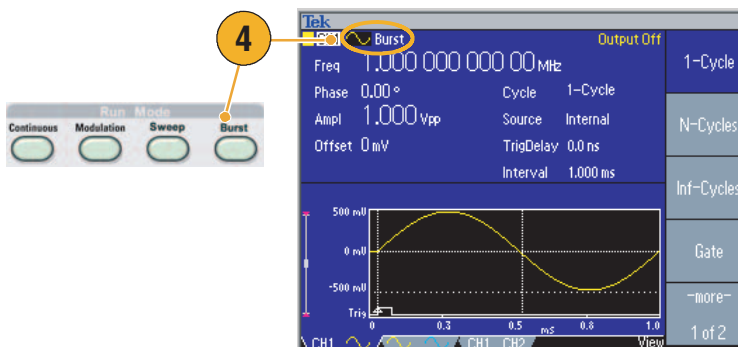 4
Run Mode
Continuous Modulation Sweep Burst
Tek
CH1 Burst Output Off
Freq 1.000 000 000 00 MHz
Phase 0.00 ° Cycle 1-Cycle
Ampl 1.000 Vpp Source Internal
Offset 0 mV TrigDelay 0.0 ns
Interval 1.000 ms
500 mV
0 mV
-500 mV
Trig
0 0.3 0.5 ms 0.8 1.0
CH1 CH1 CH2 View
1-Cycle
N-Cycles
Inf-Cycles
Gate
-more-
1 of 2